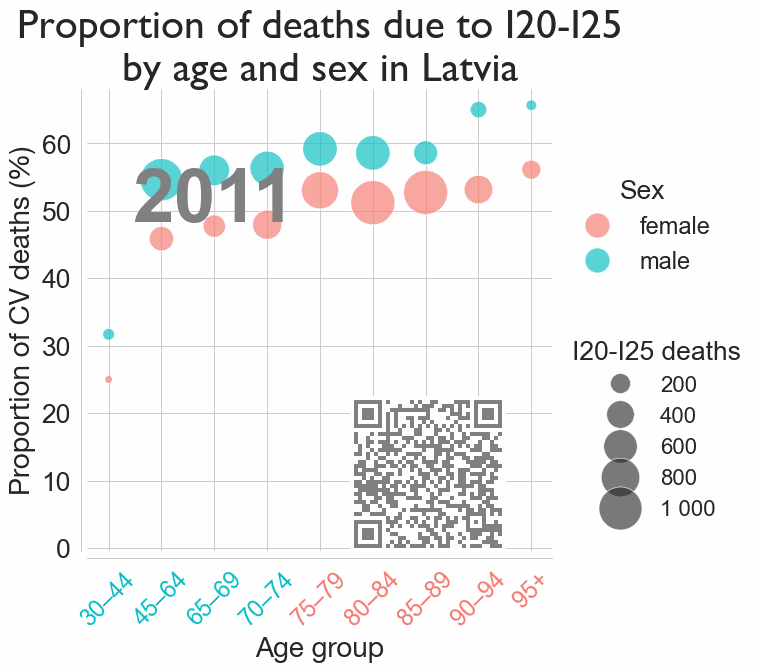 Proportion of deaths due to I20-I25
by age and sex in Latvia
Proportion of CV deaths (%)
60
50
40
30
20
10
0
2011
30–44
45–64
65–69
70–74
75–79
80–84
85–89
90–94
95+
Age group
Sex
female
male
I20-I25 deaths
200
400
600
800
1 000